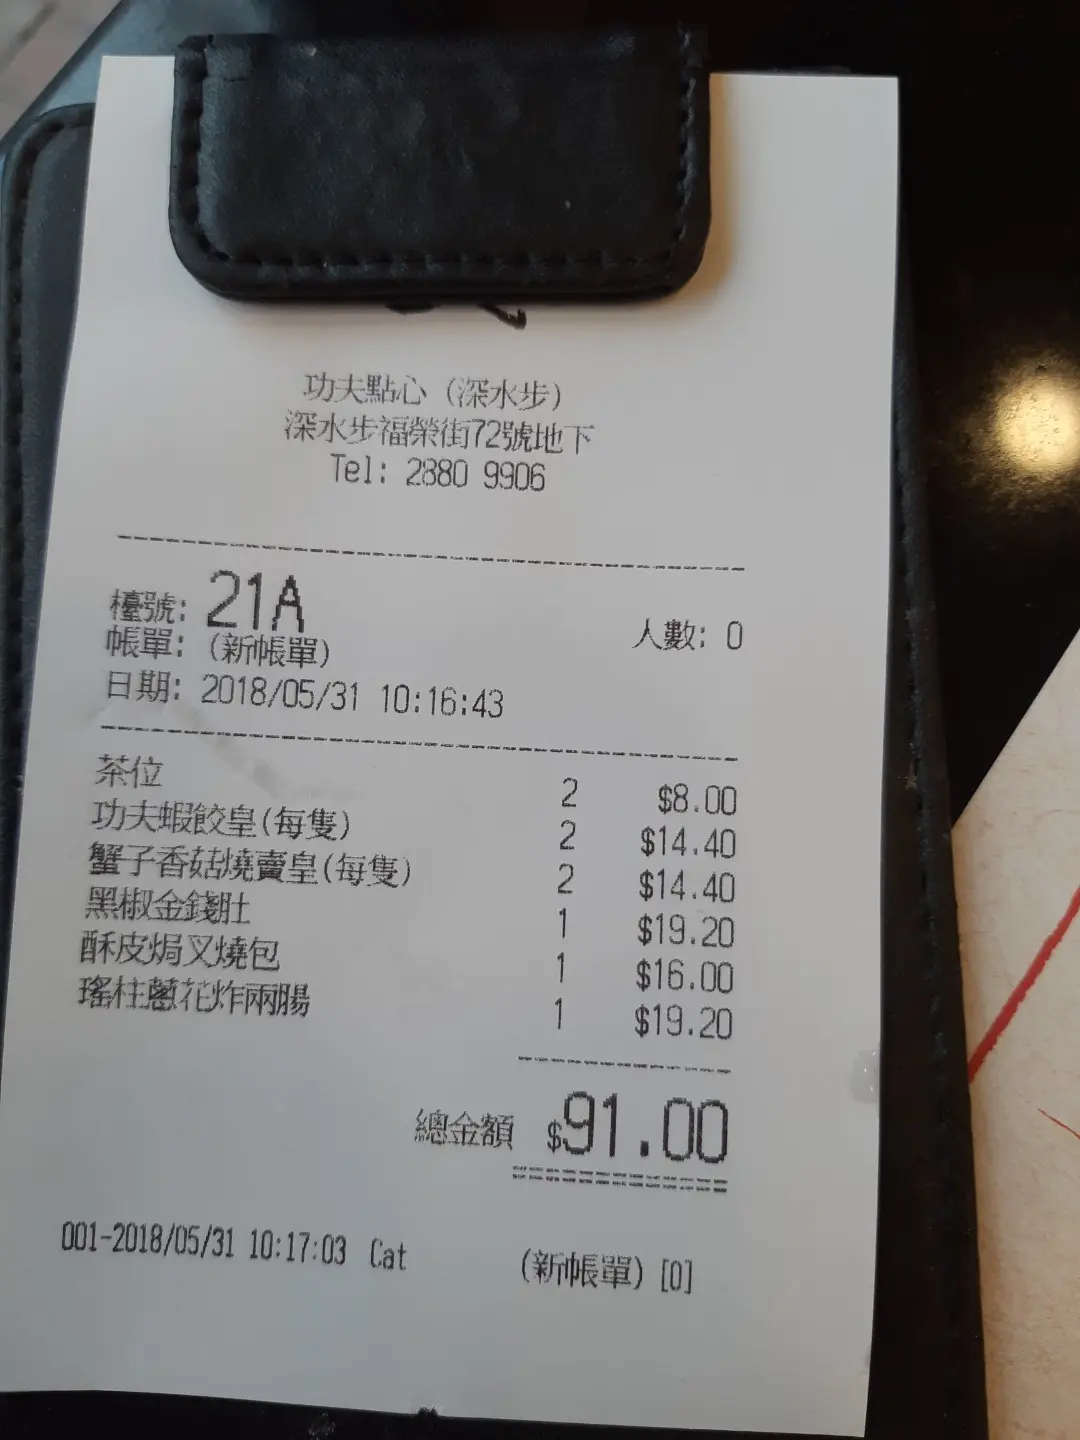 功夫點心 (深水步)
深水步福榮街72號地下
Tel: 2880 9906
檯號: 21A
人數: 0
帳單: (新帳單)
日期: 2018/05/31 10:16:43
茶位 2 $8.00
功夫蝦餃皇(每隻) 2 $14.40
蟹子香菇燒賣皇(每隻) 2 $14.40
黑椒金錢肚 1 $19.20
酥皮焗叉燒包 1 $16.00
瑤柱蔥花炸兩腸 1 $19.20
總金額 $91.00
001-2018/05/31 10:17:03 Cat (新帳單) [0]